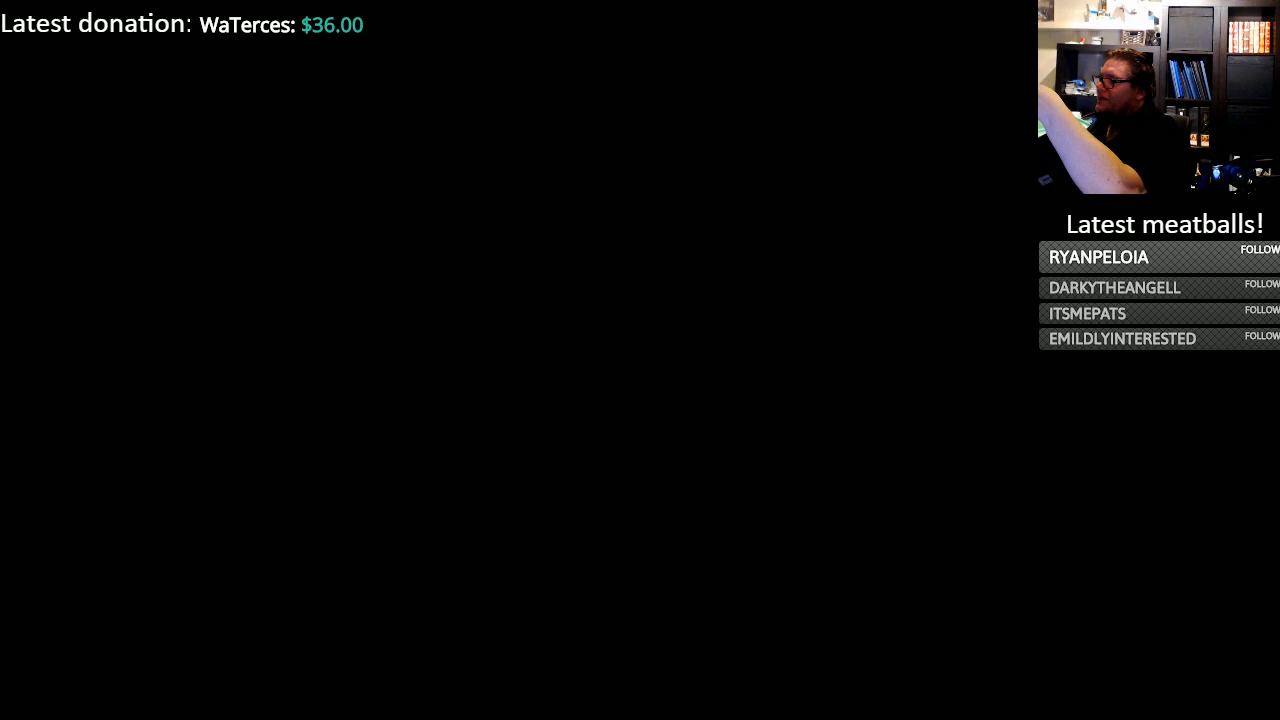 Latest donation: WaTerces: $36.00
Latest meatballs!
RYANPELOIA FOLLOW
DARKYTHEANGELL FOLLOW
ITSMEPATS FOLLOW
EMILDLYINTERESTED FOLLOW